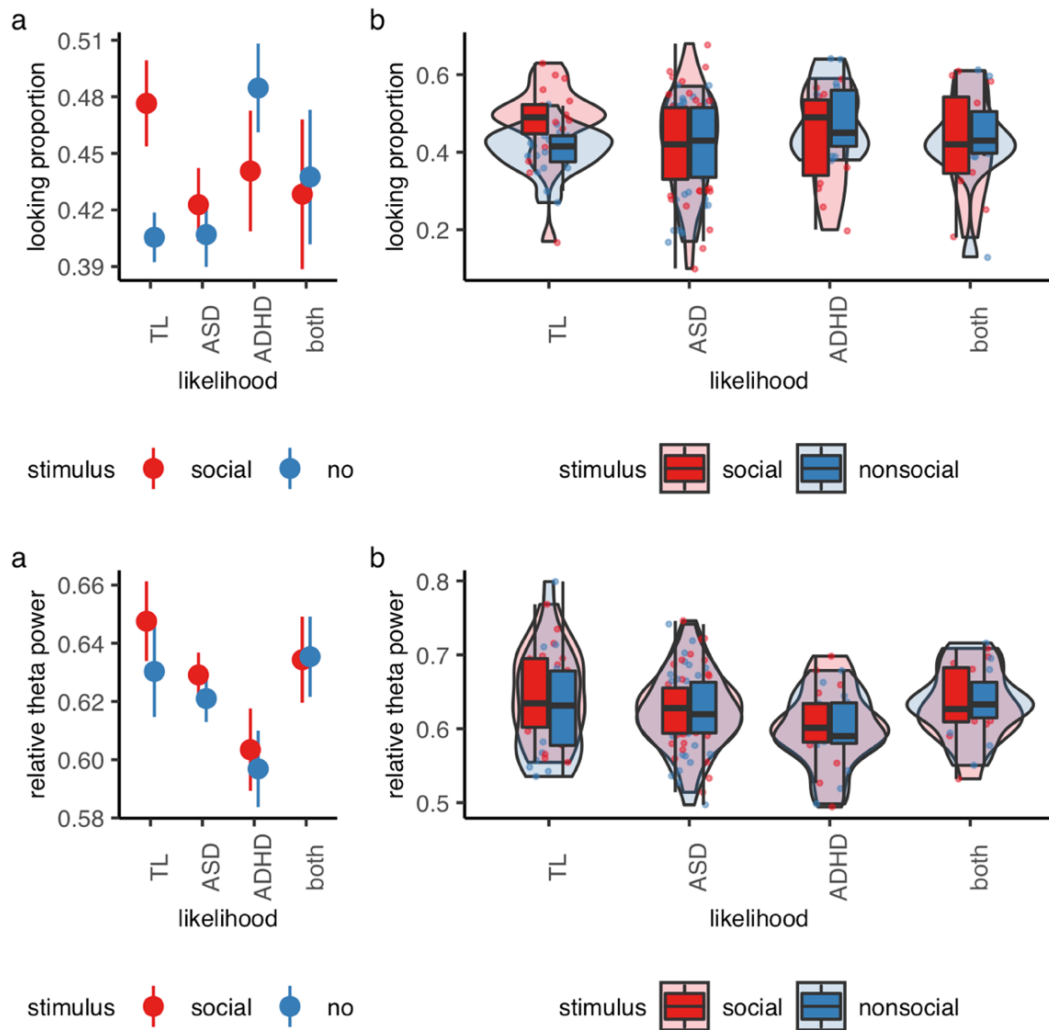 a
looking proportion
0.51
0.48
0.45
0.42
0.39
TL
ASD
ADHD
both
likelihood
stimulus social no
b
looking proportion
0.6
0.4
0.2
TL
ASD
ADHD
both
likelihood
stimulus social nonsocial
a
relative theta power
0.66
0.64
0.62
0.60
0.58
TL
ASD
ADHD
both
likelihood
stimulus social no
b
relative theta power
0.8
0.7
0.6
0.5
TL
ASD
ADHD
both
likelihood
stimulus social nonsocial